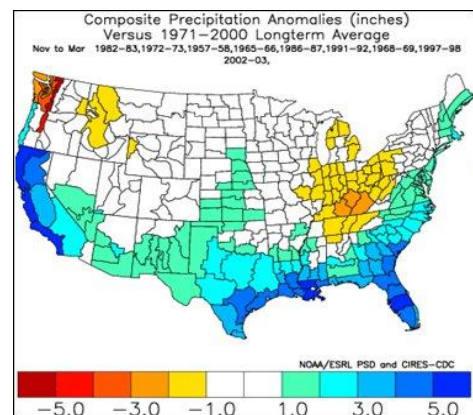 Composite Precipitation Anomalies (inches)
Versus 1971-2000 Longterm Average
Nov to Mar 1982-83,1972-73,1957-58,1965-66,1986-87,1991-92,1968-69,1997-98
2002-03,
NOAA/ESRL PSD and CIRES-CDC
-5.0 -3.0 -1.0 1.0 3.0 5.0